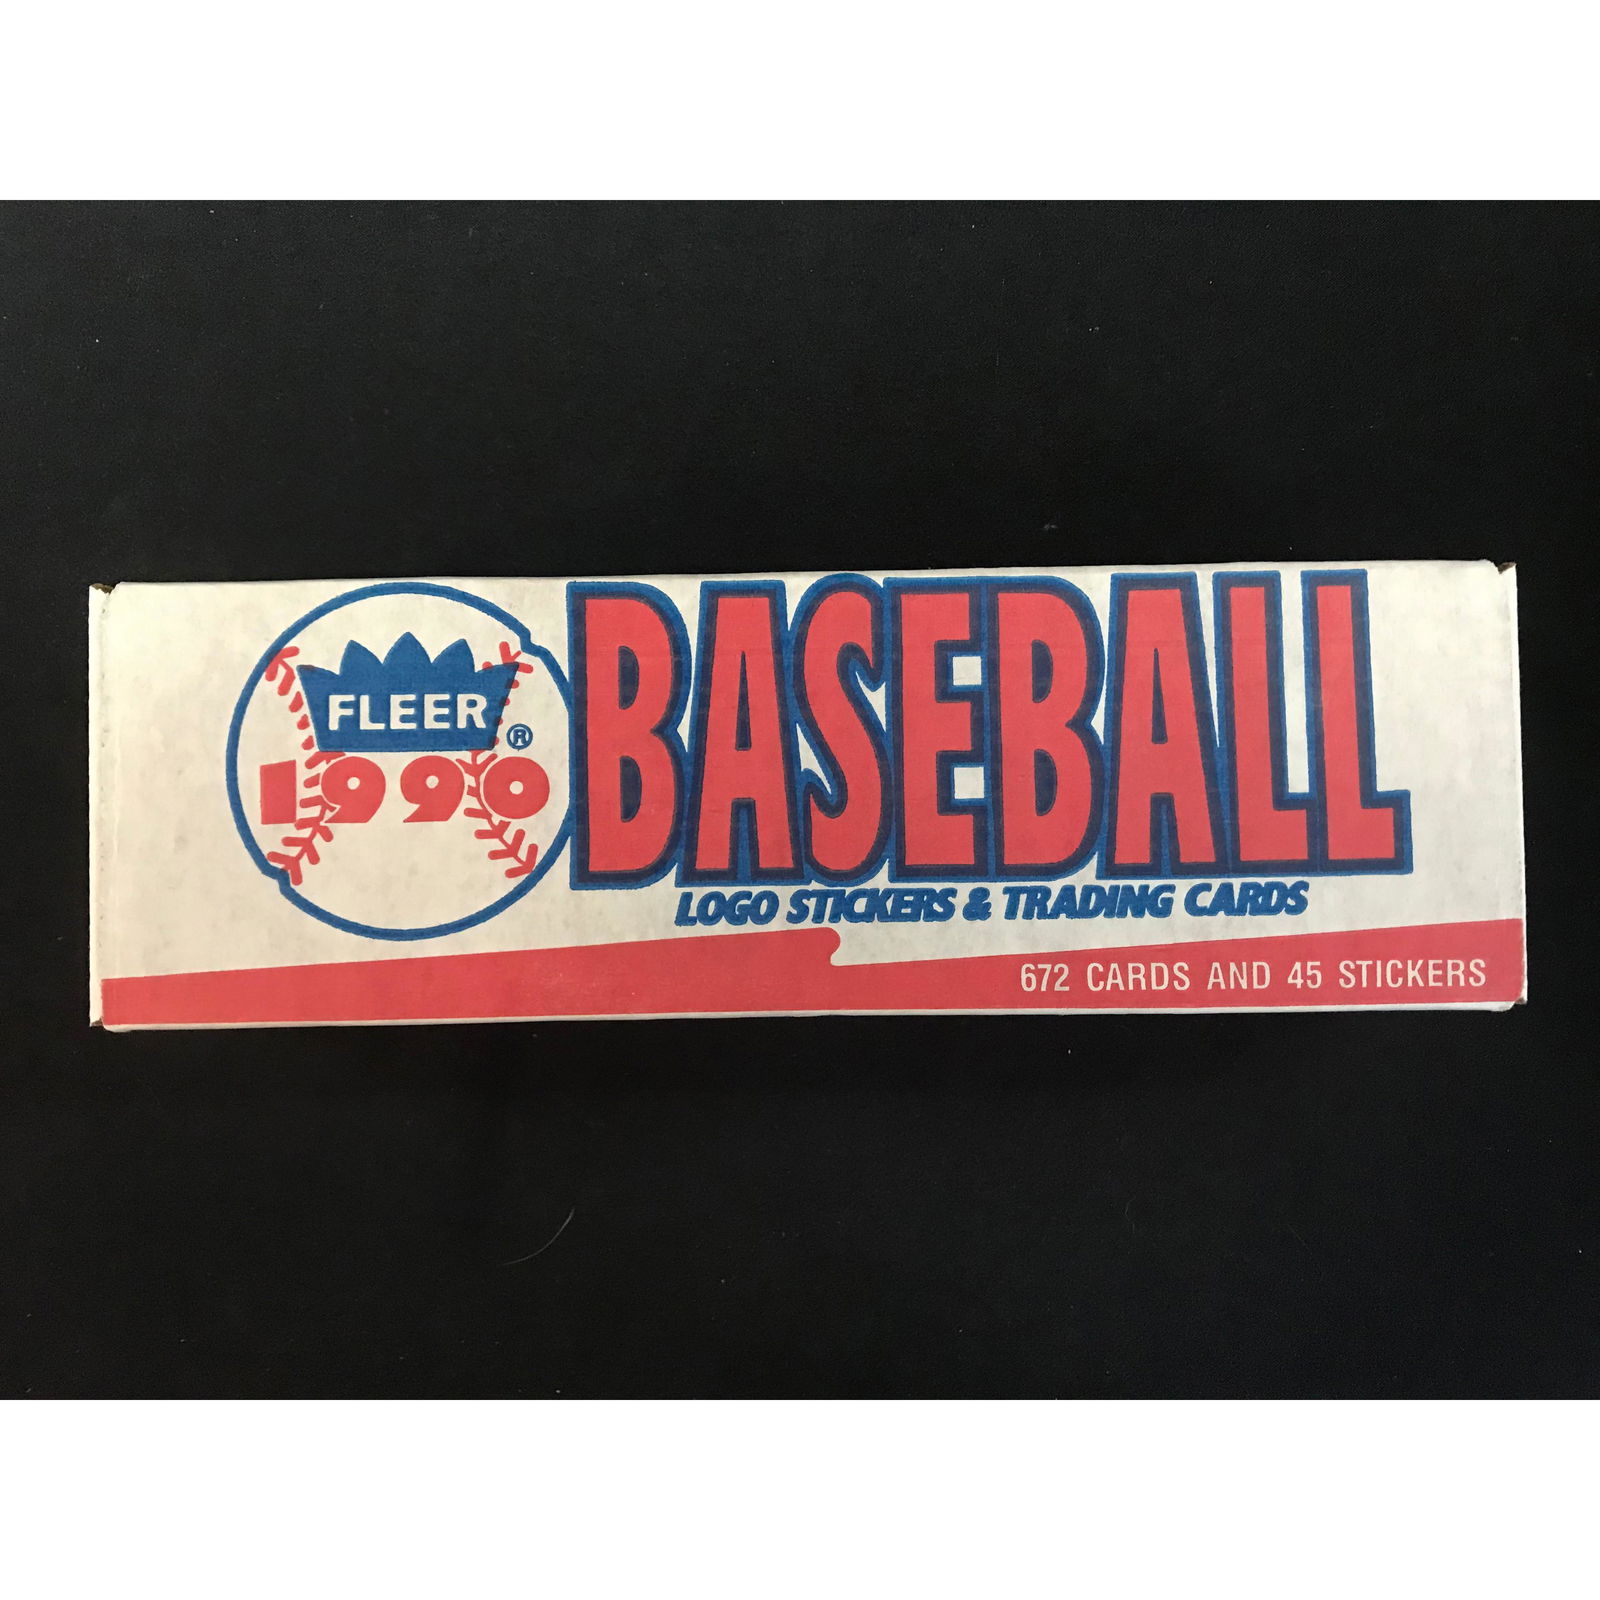 FLEER®
1990
BASEBALL
LOGO STICKERS & TRADING CARDS
672 CARDS AND 45 STICKERS